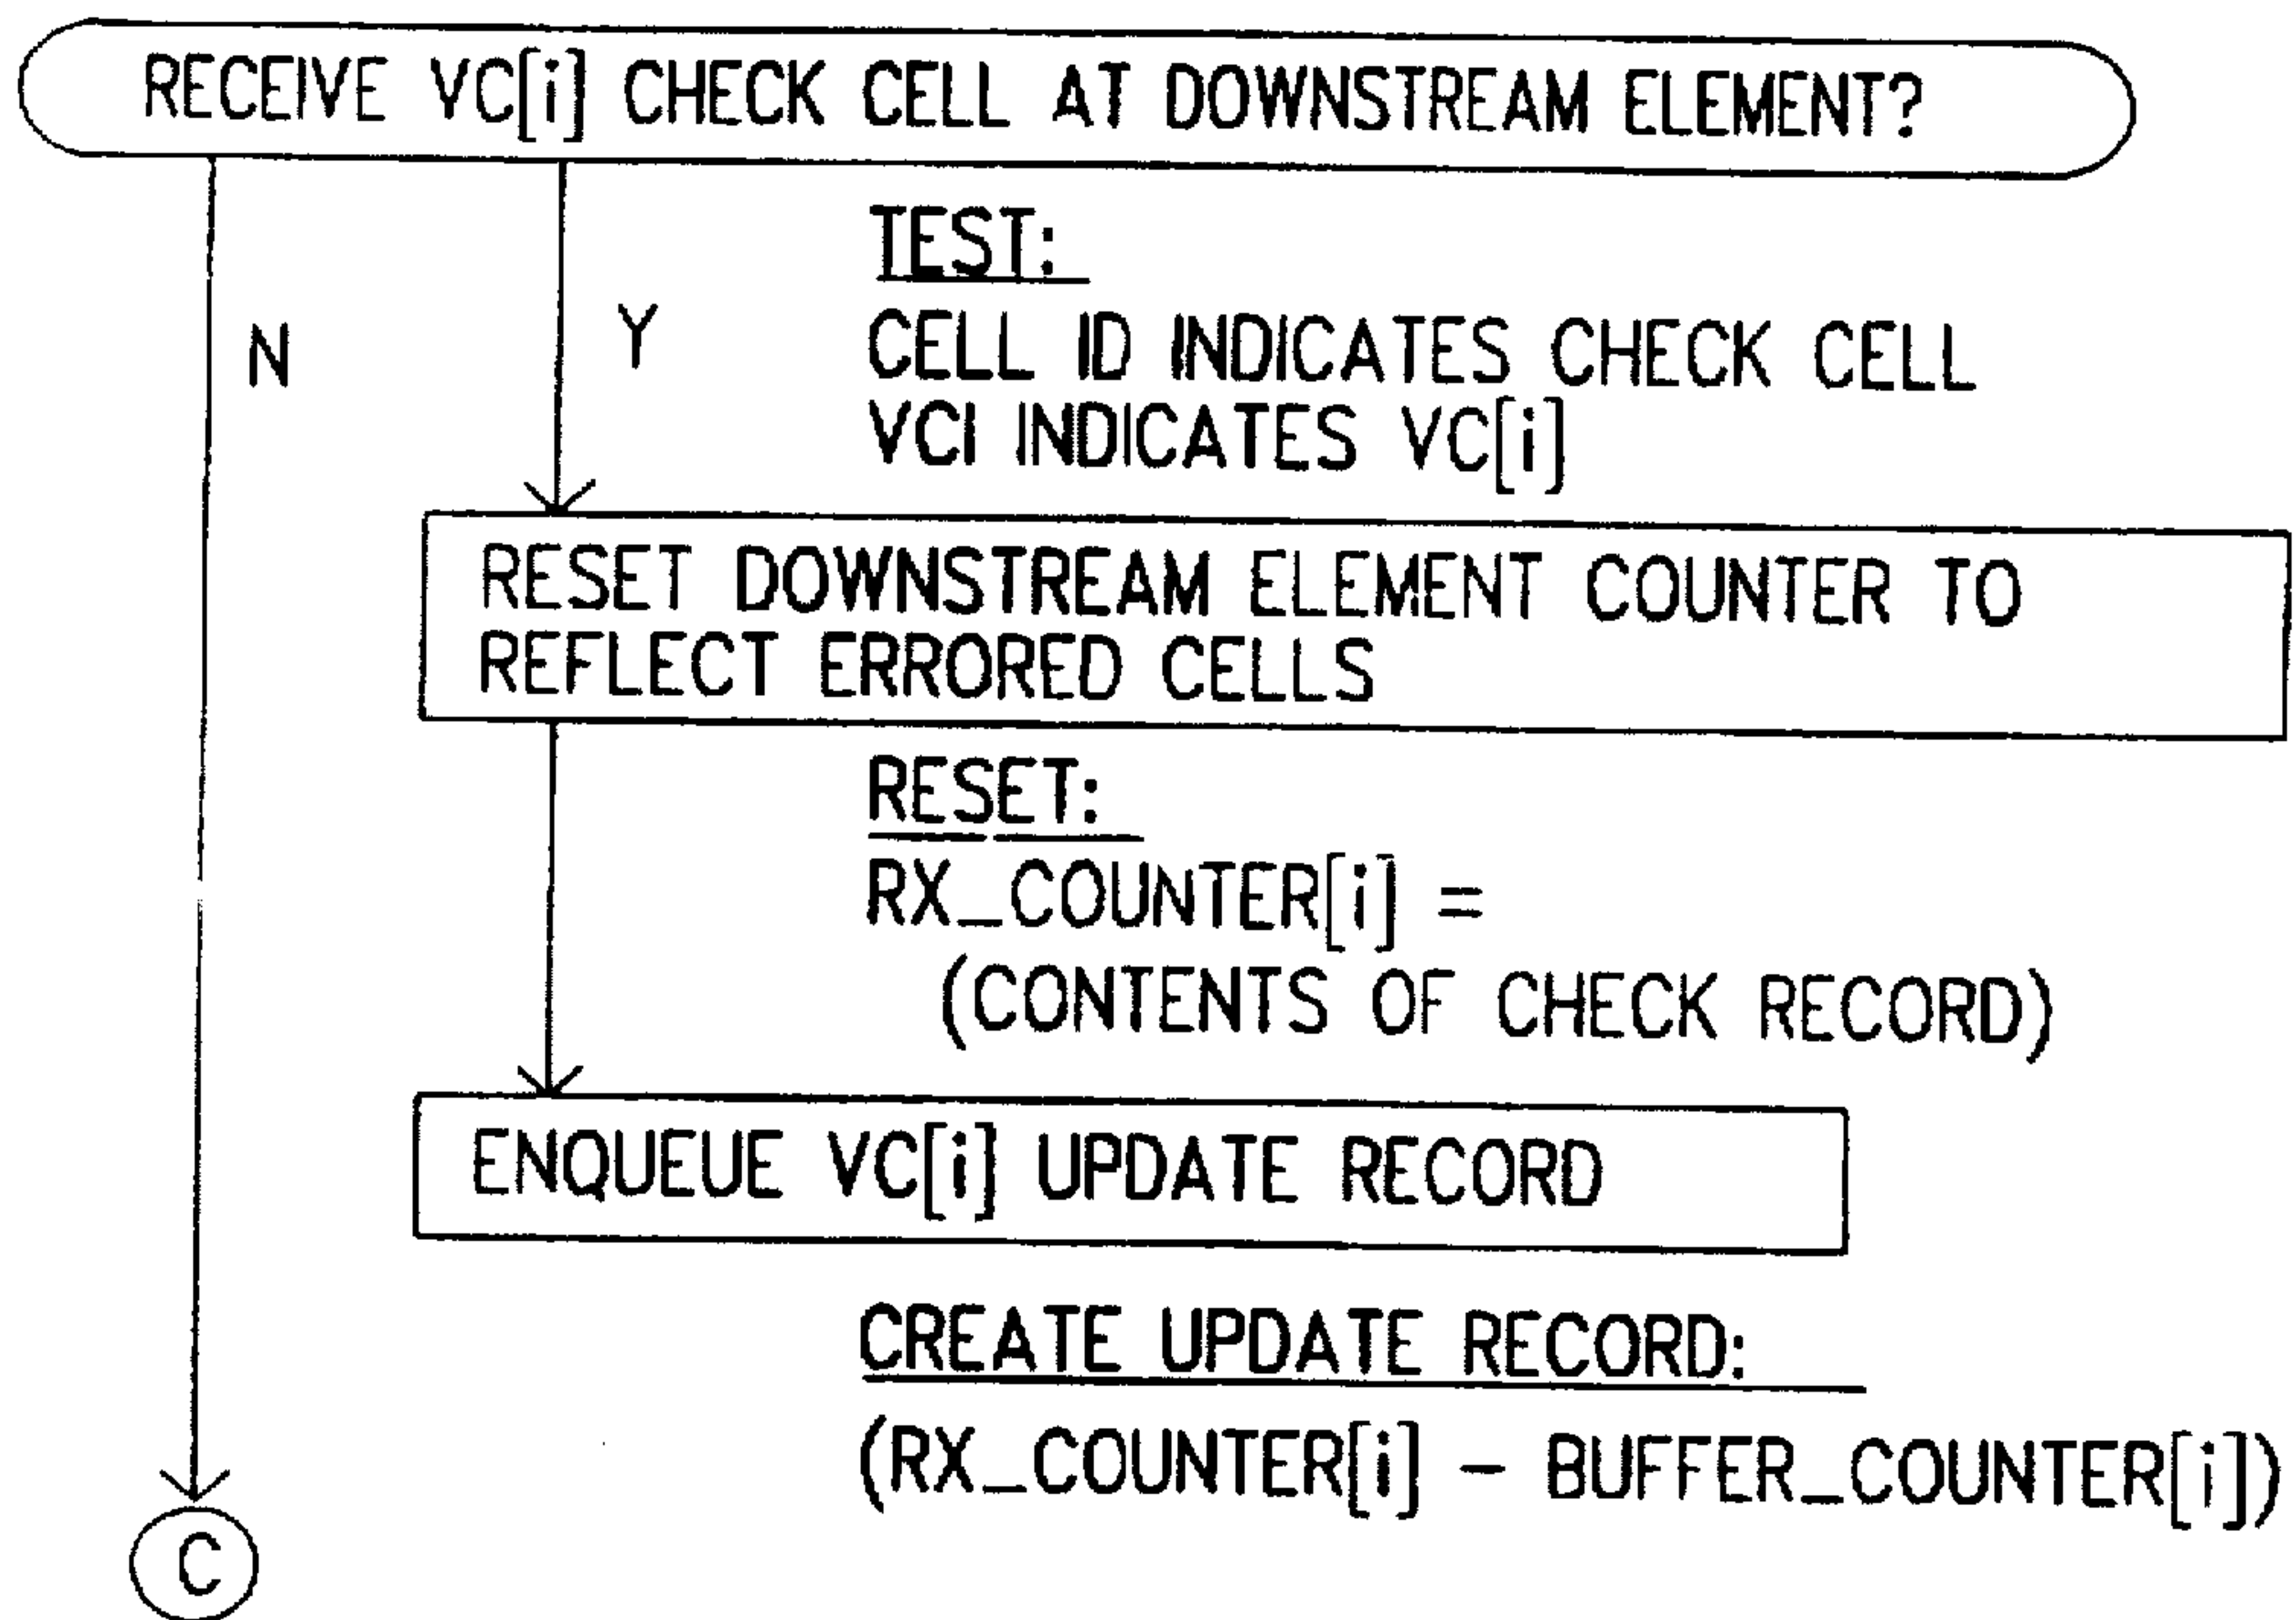 RECEIVE VC[i] CHECK CELL AT DOWNSTREAM ELEMENT?
TEST:
N
Y
CELL ID INDICATES CHECK CELL
VCI INDICATES VC[i]
RESET DOWNSTREAM ELEMENT COUNTER TO
REFLECT ERRORED CELLS
RESET:
RX_COUNTER[i] =
(CONTENTS OF CHECK RECORD)
ENQUEUE VC[i] UPDATE RECORD
CREATE UPDATE RECORD:
(RX_COUNTER[i] – BUFFER_COUNTER[i])
C